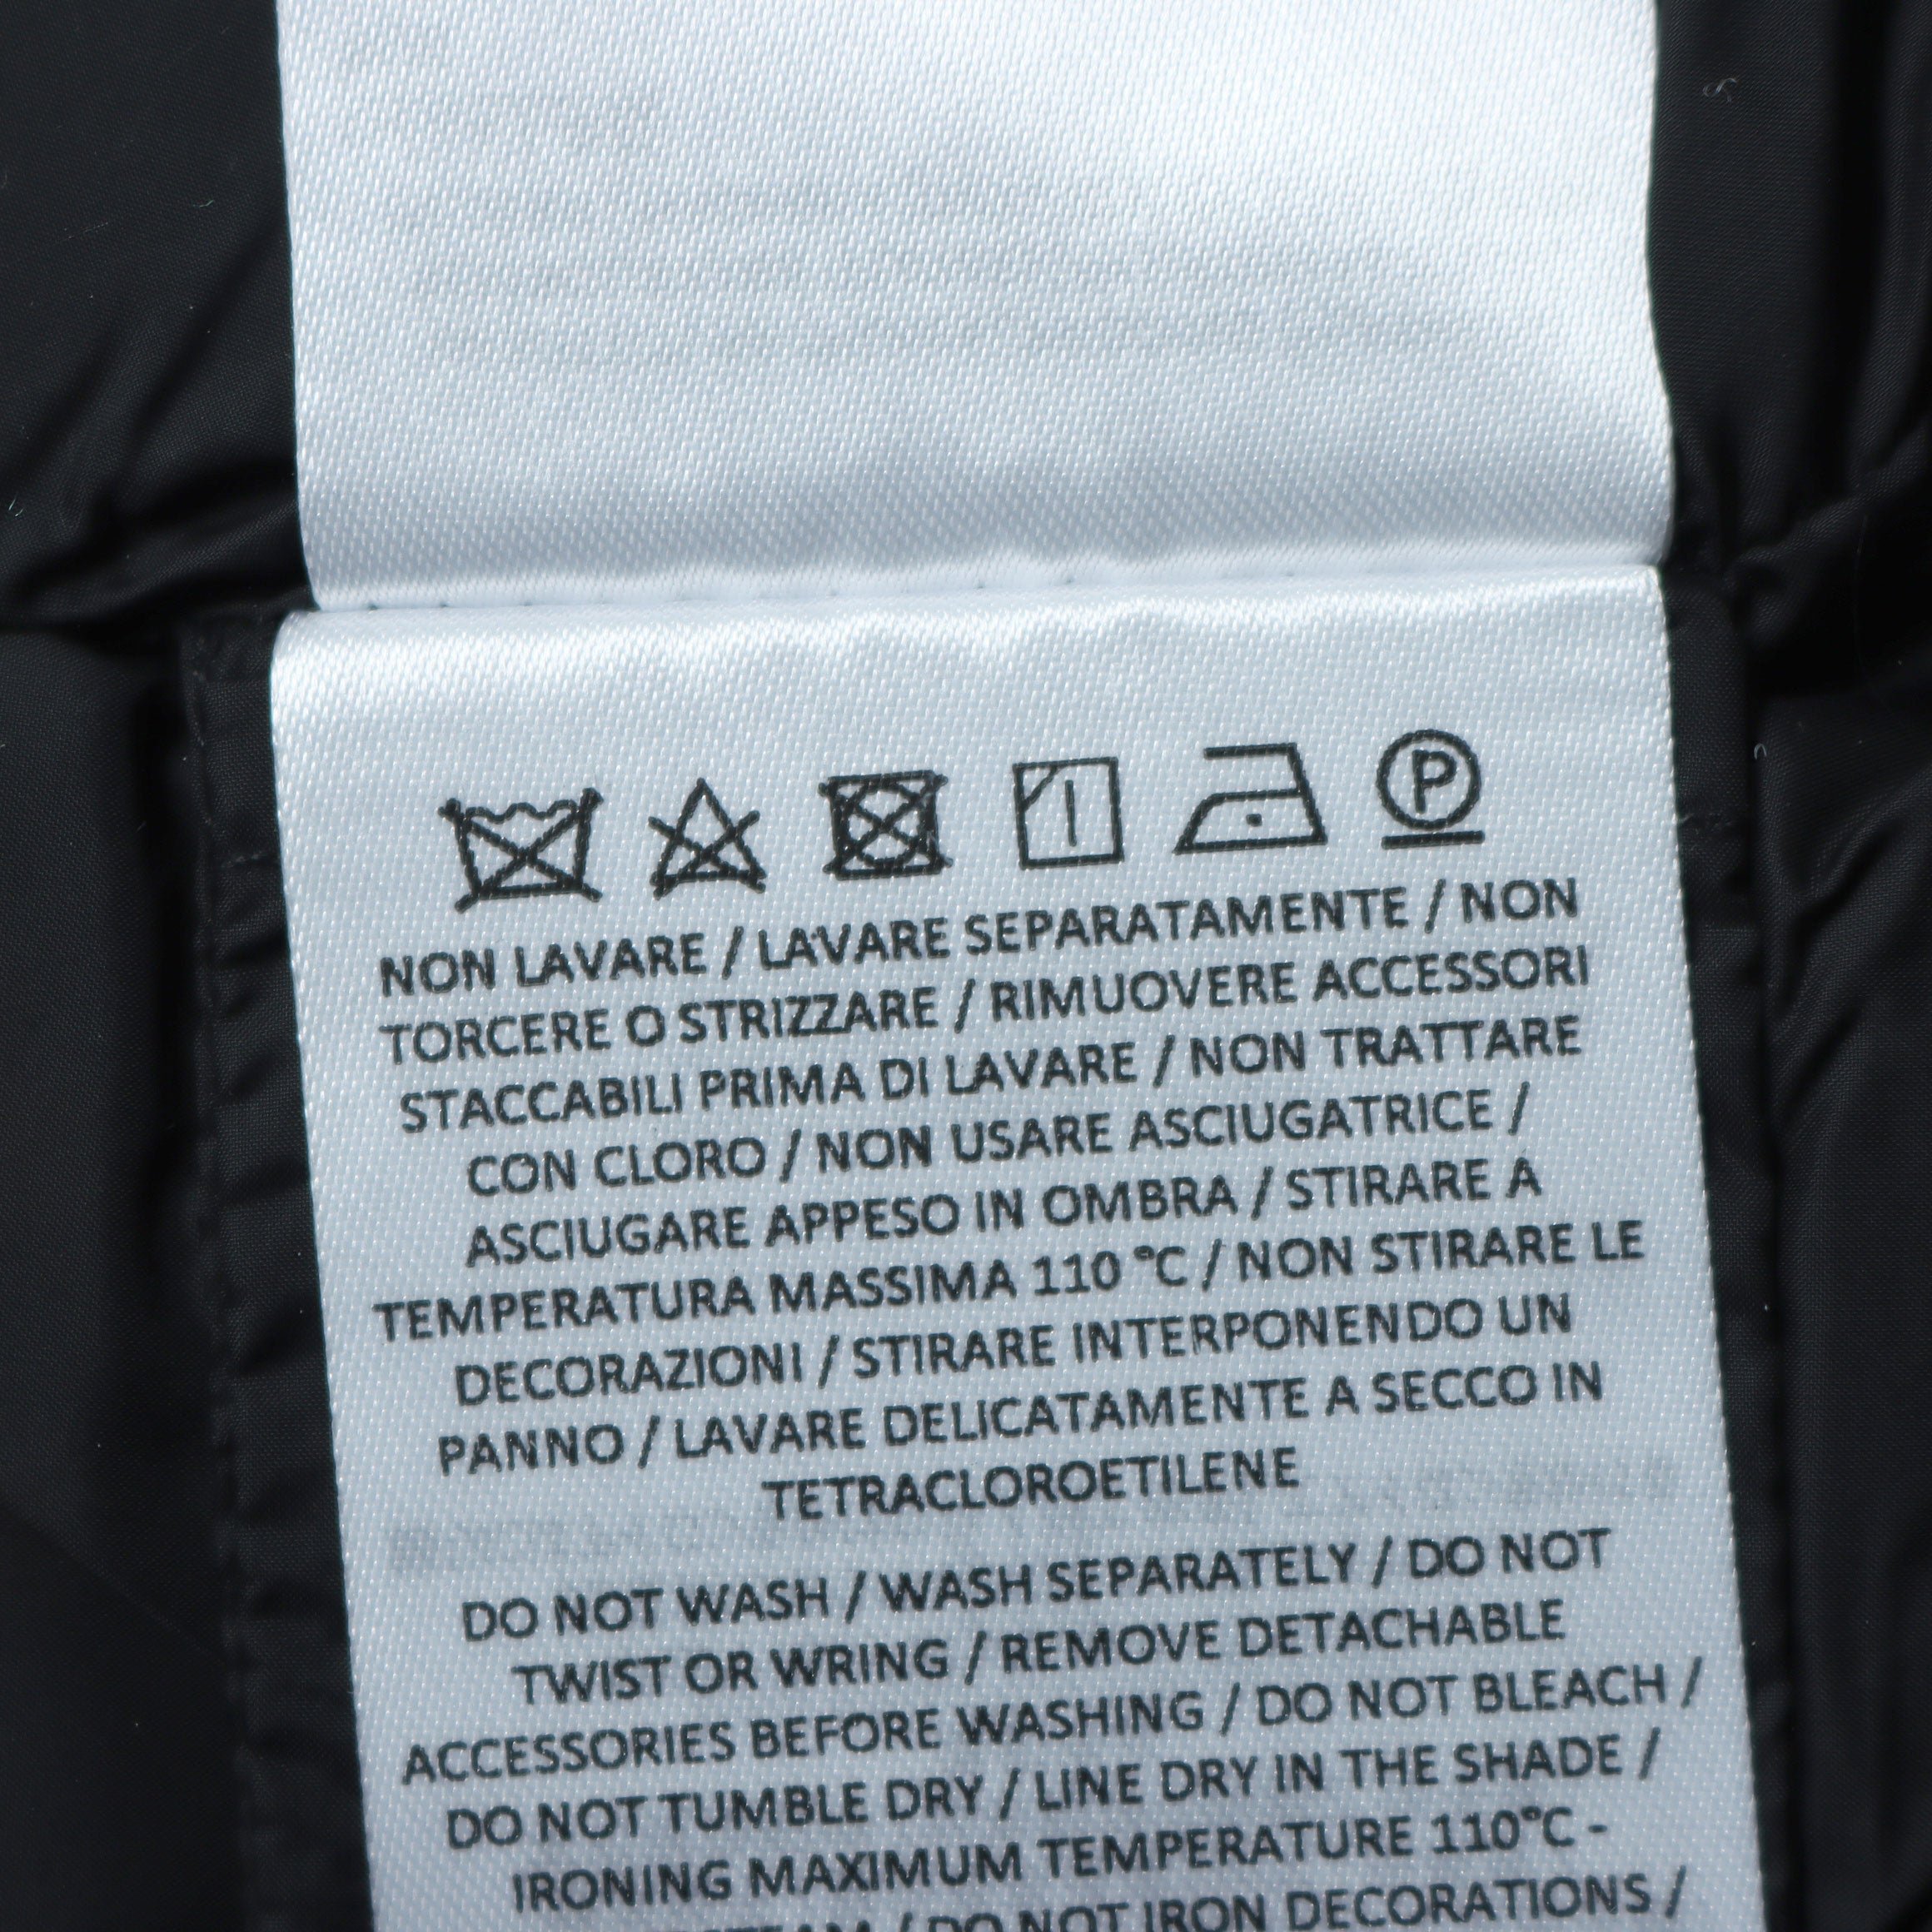 P
NON LAVARE / LAVARE SEPARATAMENTE / NON
TORCERE O STRIZZARE / RIMUOVERE ACCESSORI
STACCABILI PRIMA DI LAVARE / NON TRATTARE
CON CLORO / NON USARE ASCIUGATRICE /
ASCIUGARE APPESO IN OMBRA / STIRARE A
TEMPERATURA MASSIMA 110 °C / NON STIRARE LE
DECORAZIONI / STIRARE INTERPONENDO UN
PANNO / LAVARE DELICATAMENTE A SECCO IN
TETRACLOROETILENE
DO NOT WASH / WASH SEPARATELY / DO NOT
TWIST OR WRING / REMOVE DETACHABLE
ACCESSORIES BEFORE WASHING / DO NOT BLEACH /
DO NOT TUMBLE DRY / LINE DRY IN THE SHADE /
IRONING MAXIMUM TEMPERATURE 110°C -
STEAM / DO NOT IRON DECORATIONS /